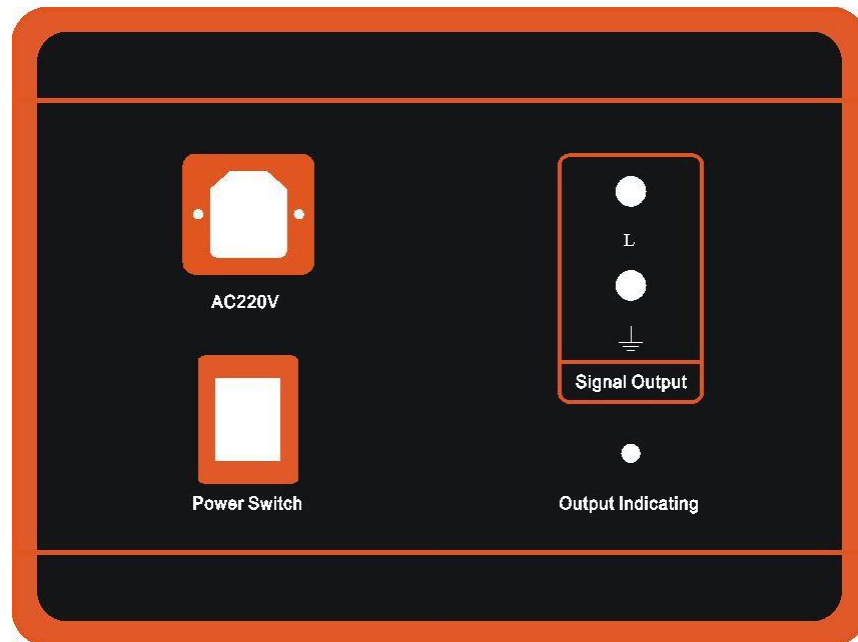 L
AC220V
Signal Output
Power Switch
Output Indicating